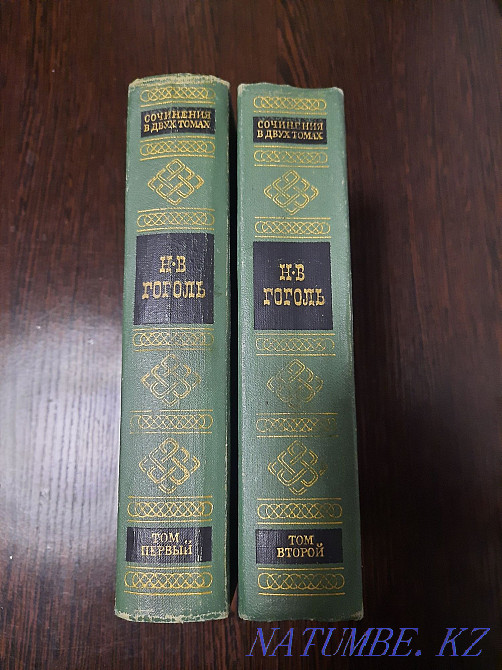 СОЧИНЕНИЯ
В ДВУХ ТОМАХ
Н·В
ГОГОЛЬ
ТОМ
ПЕРВЫЙ
СОЧИНЕНИЯ
В ДВУХ ТОМАХ
Н·В
ГОГОЛЬ
ТОМ
ВТОРОЙ
NATUMBE. KZ